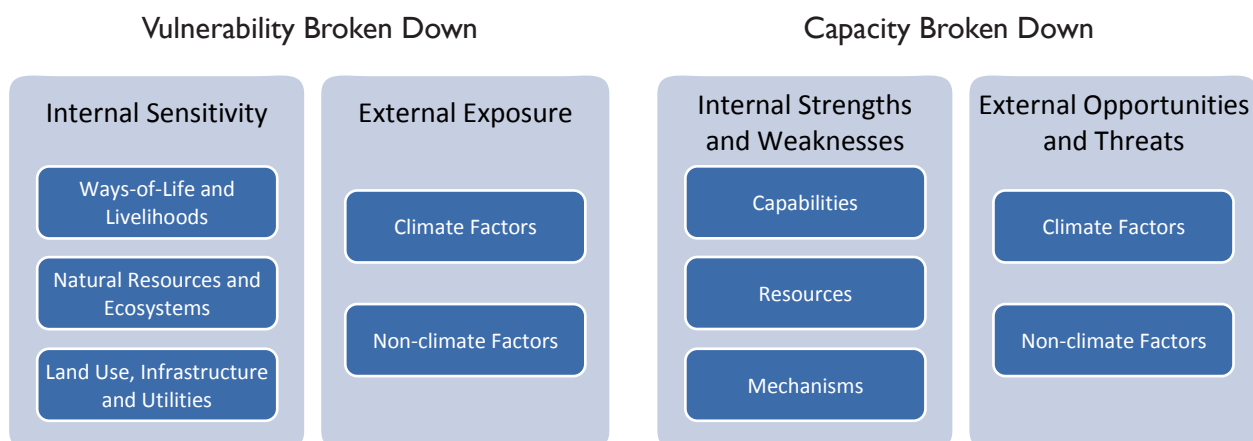 Vulnerability Broken Down
Internal Sensitivity
Ways-of-Life and
Livelihoods
Natural Resources and
Ecosystems
Land Use, Infrastructure
and Utilities
External Exposure
Climate Factors
Non-climate Factors
Capacity Broken Down
Internal Strengths
and Weaknesses
Capabilities
Resources
Mechanisms
External Opportunities
and Threats
Climate Factors
Non-climate Factors